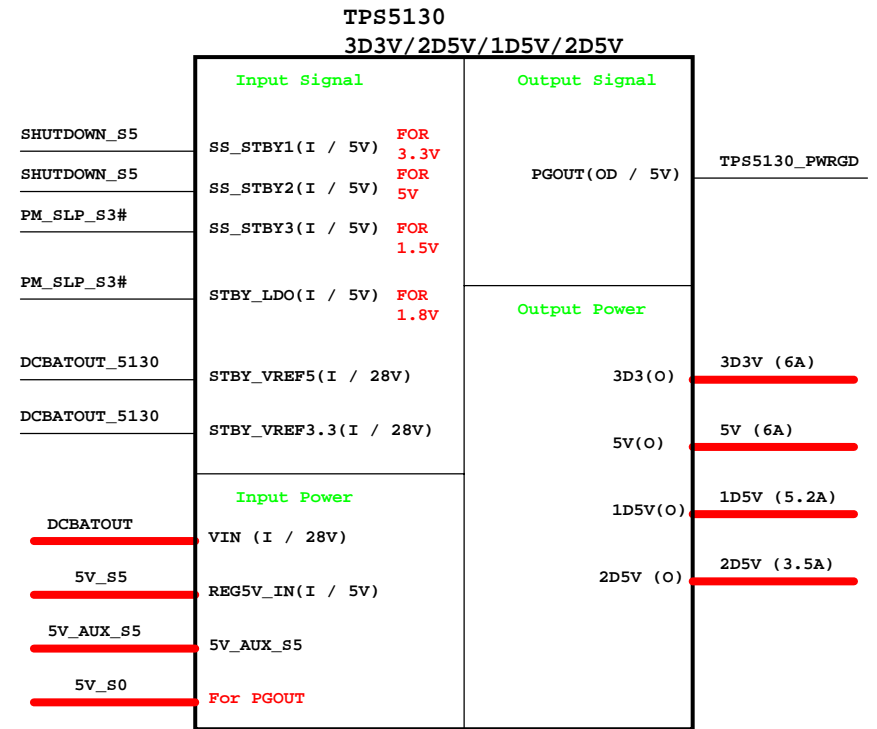 TPS5130
3D3V/2D5V/1D5V/2D5V
Input Signal
SHUTDOWN_S5
SS_STBY1(I / 5V)
FOR
3.3V
SHUTDOWN_S5
SS_STBY2(I / 5V)
FOR
5V
PM_SLP_S3#
SS_STBY3(I / 5V)
FOR
1.5V
PM_SLP_S3#
STBY_LDO(I / 5V)
FOR
1.8V
DCBATOUT_5130
STBY_VREF5(I / 28V)
DCBATOUT_5130
STBY_VREF3.3(I / 28V)
Input Power
DCBATOUT
VIN (I / 28V)
5V_S5
REG5V_IN(I / 5V)
5V_AUX_S5
5V_AUX_S5
5V_S0
For PGOUT
Output Signal
PGOUT(OD / 5V)
TPS5130_PWRGD
Output Power
3D3(O)
3D3V (6A)
5V(O)
5V (6A)
1D5V(O)
1D5V (5.2A)
2D5V (O)
2D5V (3.5A)